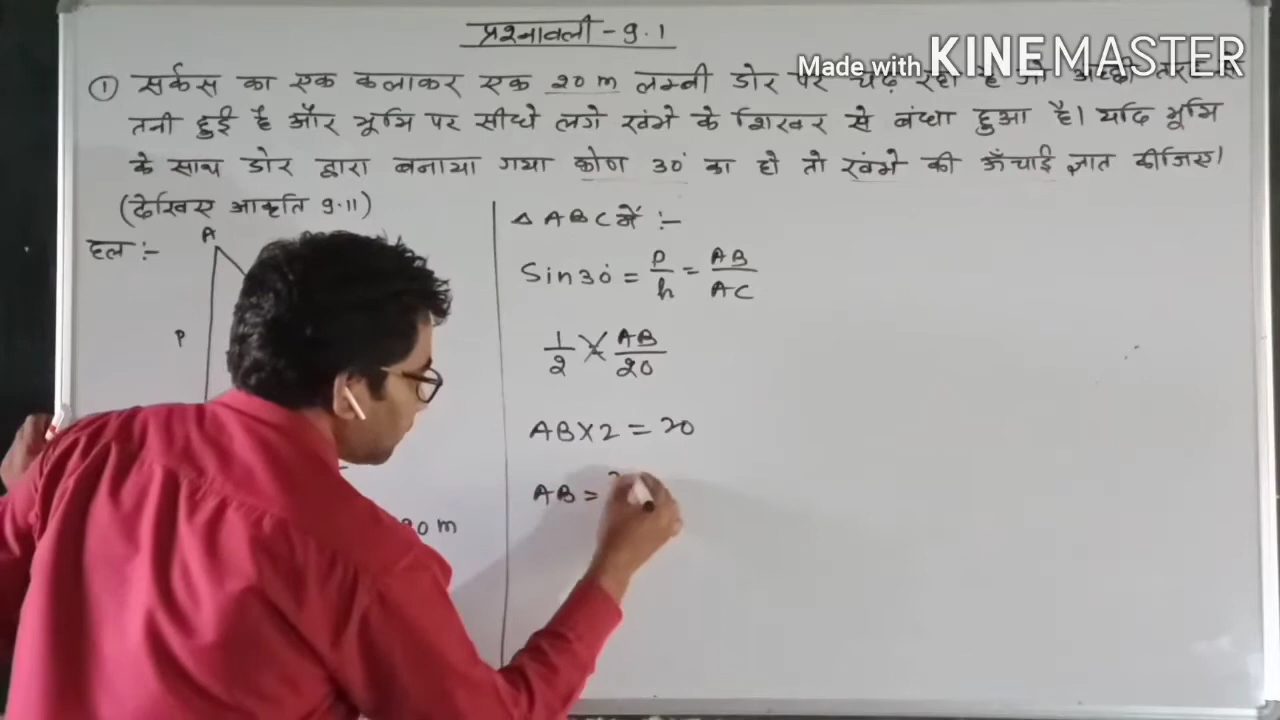 प्रश्नावली - 9.1
Made with KINEMASTER
① सर्कस का एक कलाकर एक 20 m लम्बी डोर पर चढ़ रहा है जो
तनी हुई है और भूमि पर सीधे लगे खंभे के शिखर से बंधा हुआ है। यदि भूमि
के साथ डोर द्वारा बनाया गया कोण 30° का हो तो खंभे की ऊँचाई ज्ञात कीजिए।
(देखिए आकृति 9.11)
हल :-
A
P
20 m
△ ABC में :-
Sin30° = P/h = AB/AC
1/2 = AB/20
AB×2 = 20
AB =